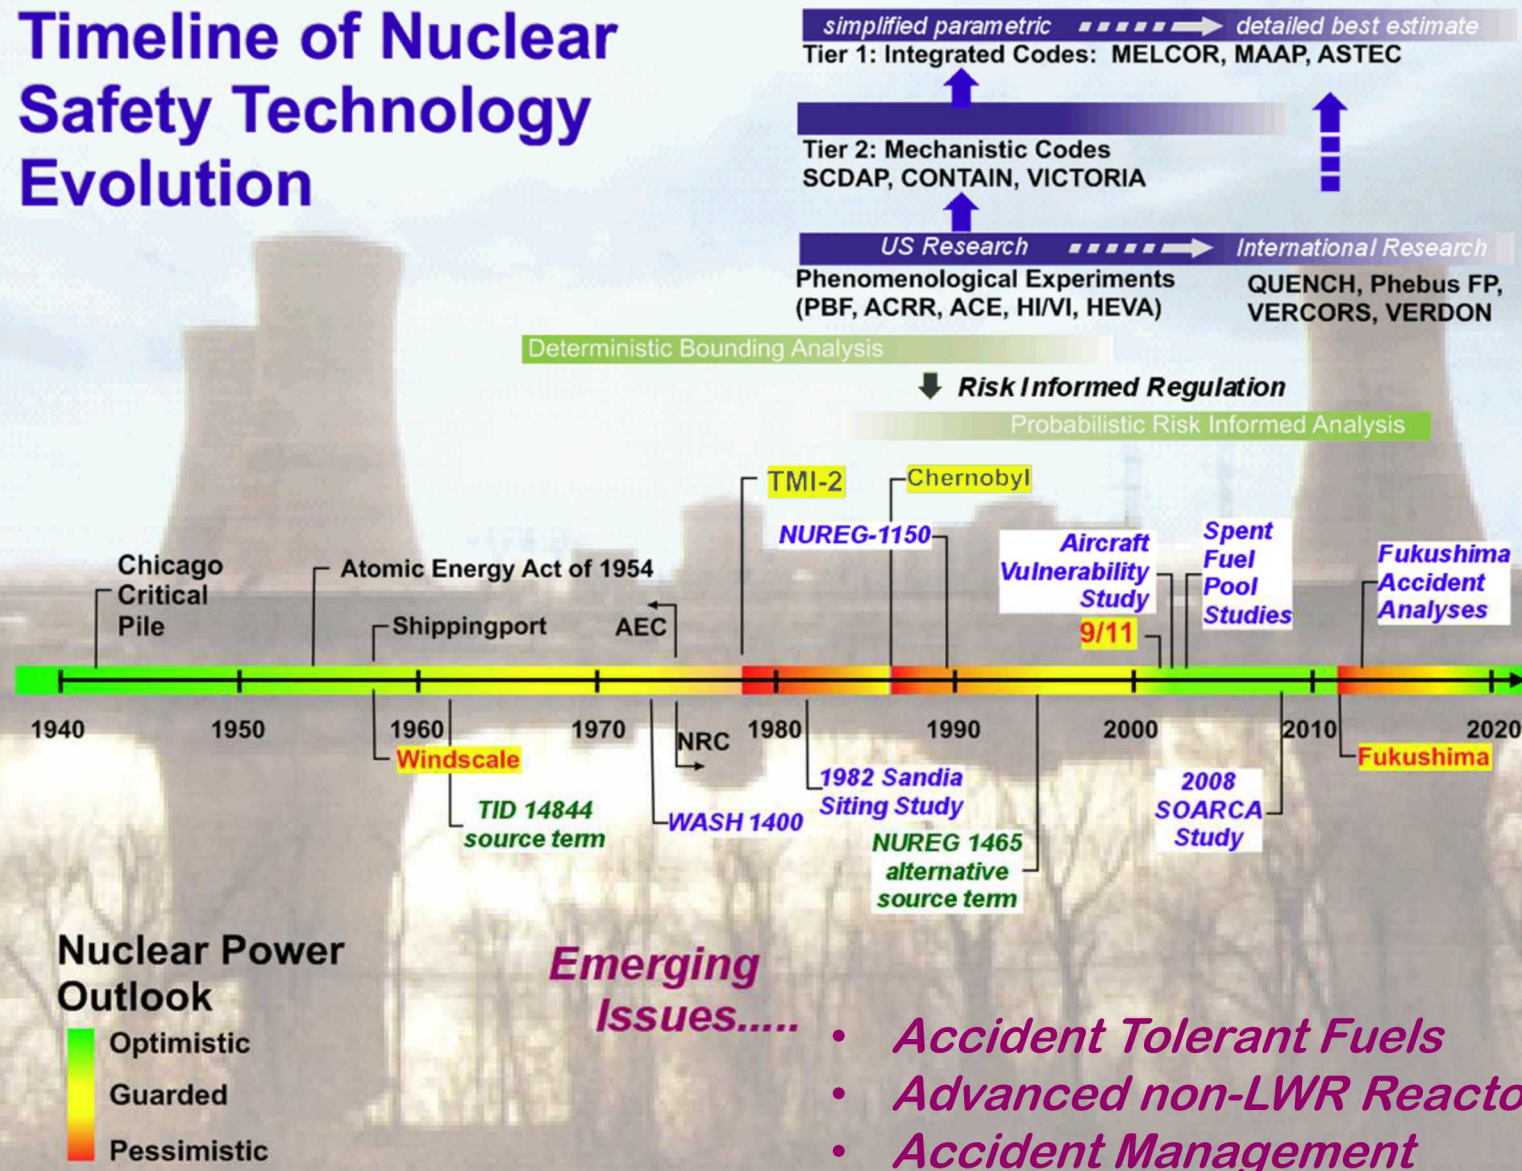 Timeline of Nuclear
Safety Technology
Evolution
simplified parametric
detailed best estimate
Tier 1: Integrated Codes: MELCOR, MAAP, ASTEC
Tier 2: Mechanistic Codes
SCDAP, CONTAIN, VICTORIA
US Research
International Research
Phenomenological Experiments
(PBF, ACRR, ACE, HI/VI, HEVA)
QUENCH, Phebus FP,
VERCORS, VERDON
Deterministic Bounding Analysis
Risk Informed Regulation
Probabilistic Risk Informed Analysis
TMI-2
Chernobyl
NUREG-1150
Aircraft
Vulnerability
Study
9/11
Spent
Fuel
Pool
Studies
Fukushima
Accident
Analyses
Chicago
Critical
Pile
Atomic Energy Act of 1954
Shippingport
AEC
1940
1950
1960
1970
NRC
1980
1990
2000
2010
2020
Windscale
Fukushima
TID 14844
source term
WASH 1400
1982 Sandia
Siting Study
NUREG 1465
alternative
source term
2008
SOARCA
Study
Nuclear Power
Outlook
Optimistic
Guarded
Pessimistic
Emerging
Issues.....
• Accident Tolerant Fuels
• Advanced non-LWR Reacto
• Accident Management